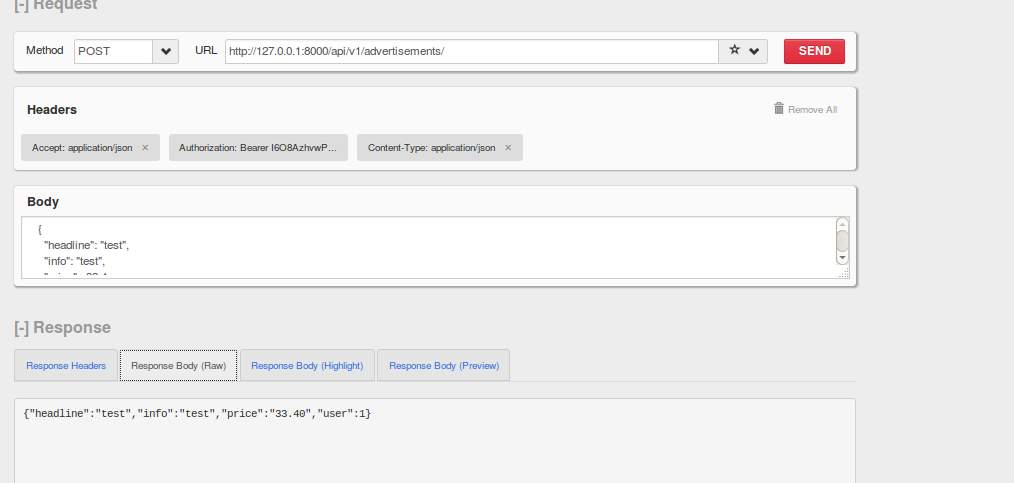 [-] Request
Method POST URL http://127.0.0.1:8000/api/v1/advertisements/ SEND
Headers Remove All
Accept: application/json × Authorization: Bearer I6O8AzhvwP... Content-Type: application/json ×
Body
{
"headline": "test",
"info": "test",
[-] Response
Response Headers Response Body (Raw) Response Body (Highlight) Response Body (Preview)
{"headline":"test","info":"test","price":"33.40","user":1}